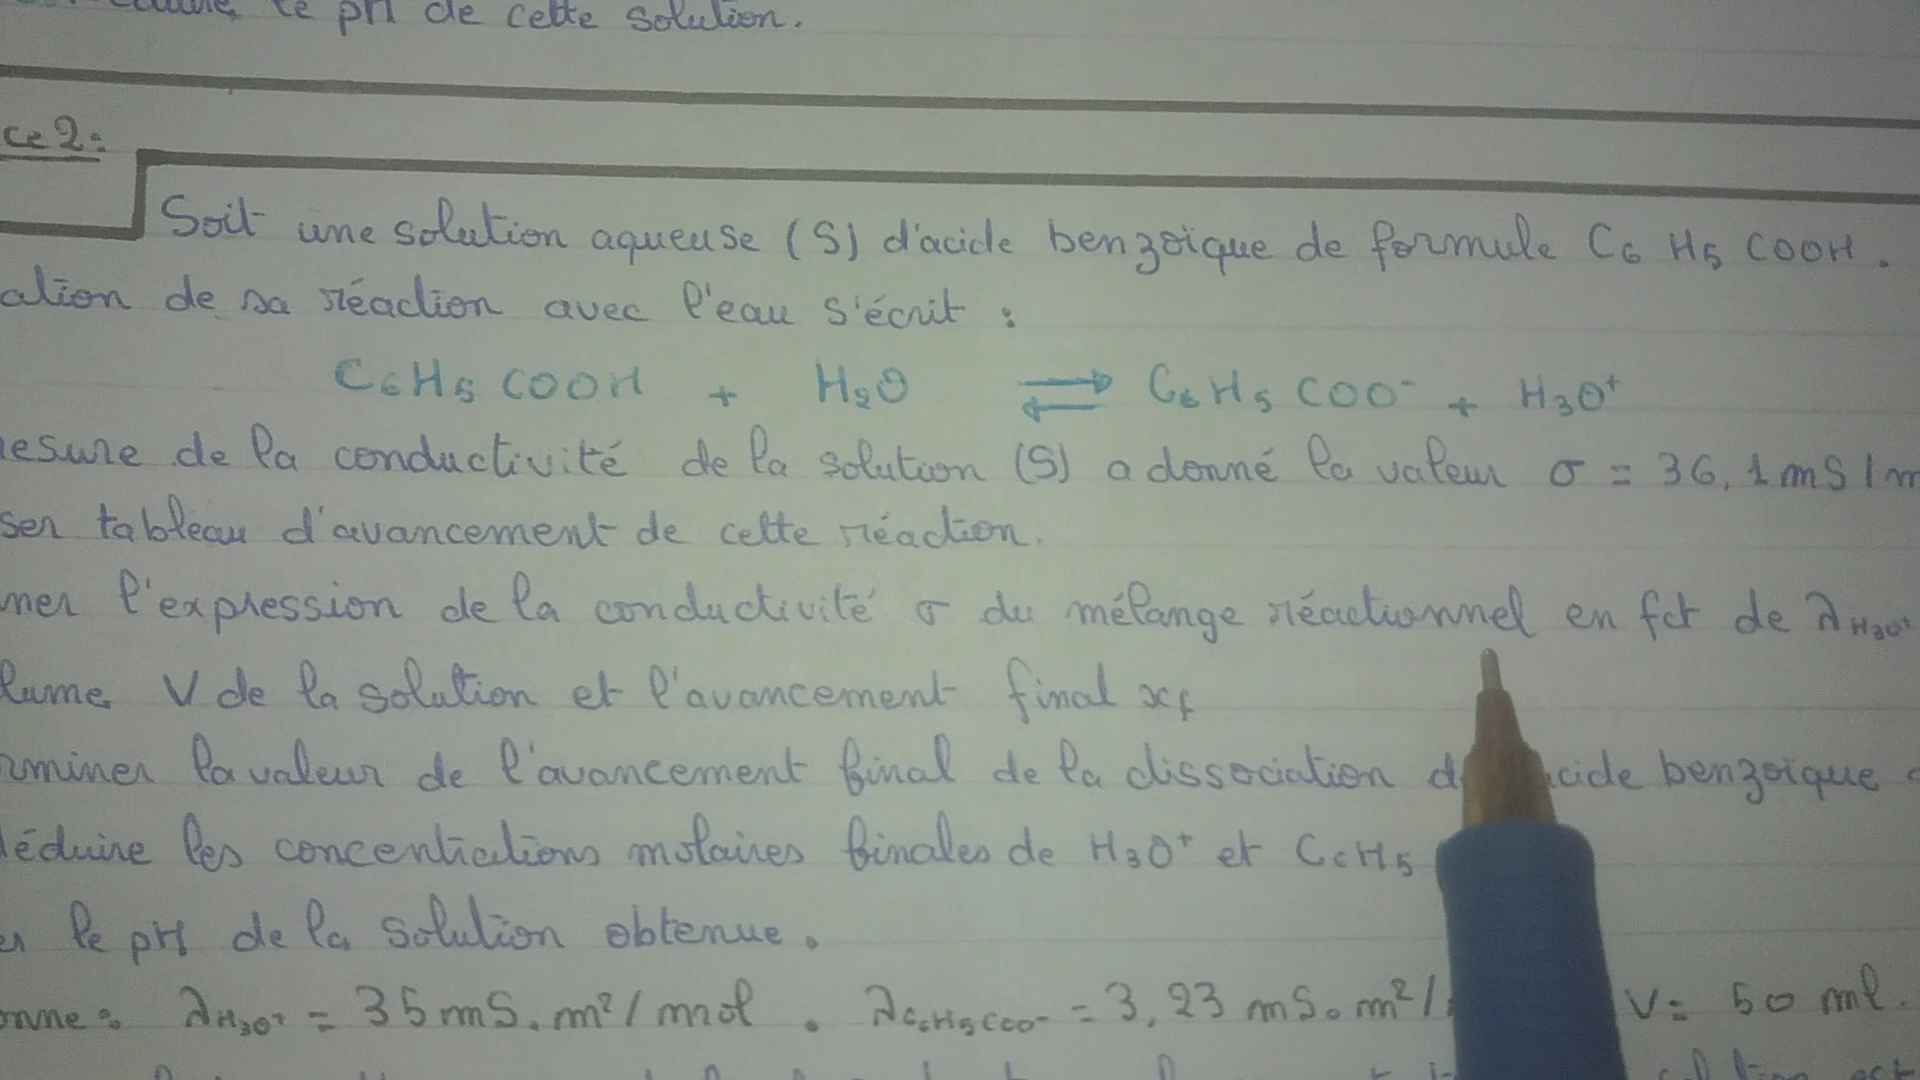 le pH de cette solution.
ce 2:
Soit une solution aqueuse (S) d'acide benzoïque de formule C6 H5 COOH.
ation de sa réaction avec l'eau s'écrit :
C6H5 COOH + H2O ⇌ C6H5 COO- + H3O+
esure de la conductivité de la solution (S) a donné la valeur σ = 36,1 mS/m
ser tableau d'avancement de cette réaction.
mer l'expression de la conductivité σ du mélange réactionnel en fct de λH3O+
lume V de la solution et l'avancement final xf
rminer la valeur de l'avancement final de la dissociation d cide benzoïque
déduire les concentrations molaires finales de H3O+ et C6H5
er le pH de la solution obtenue.
onne : λH3O+ = 35 mS.m²/mol . λC6H5COO- = 3,23 mS.m²/ V= 50 ml.